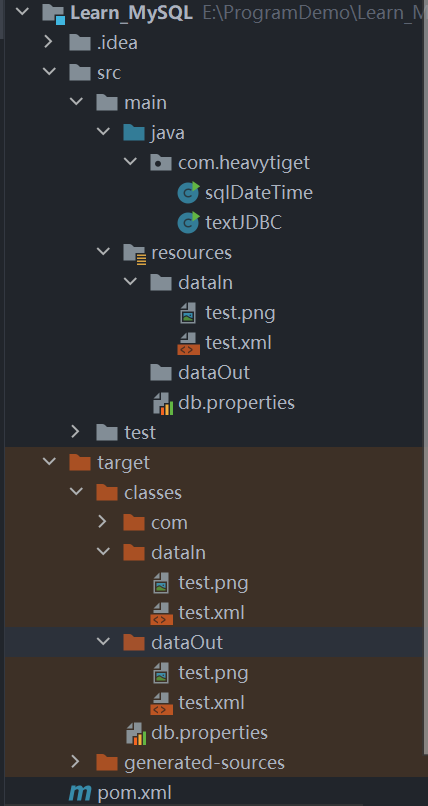 Learn_MySQL E:\ProgramDemo\Learn_M
.idea
src
main
java
com.heavytiget
sqlDateTime
textJDBC
resources
dataIn
test.png
test.xml
dataOut
db.properties
test
target
classes
com
dataIn
test.png
test.xml
dataOut
test.png
test.xml
db.properties
generated-sources
pom.xml